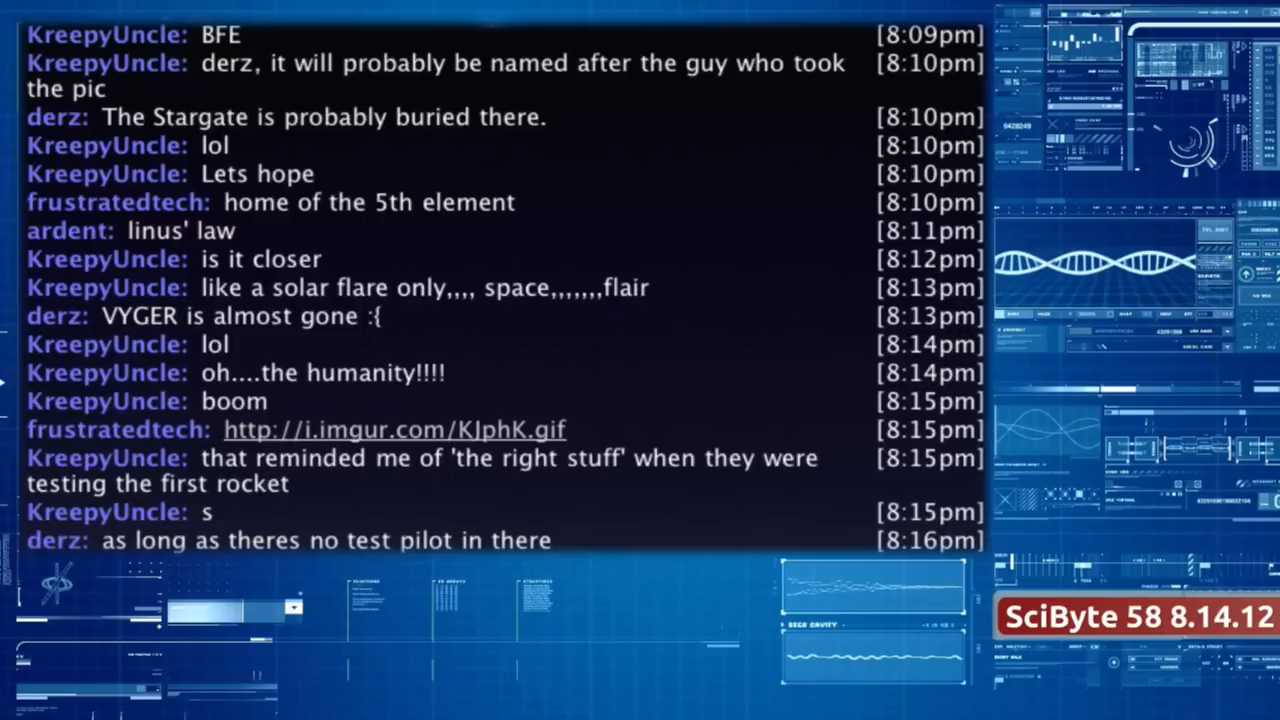 KreepyUncle: BFE [8:09pm]
KreepyUncle: derz, it will probably be named after the guy who took [8:10pm]
the pic
derz: The Stargate is probably buried there. [8:10pm]
KreepyUncle: lol [8:10pm]
KreepyUncle: Lets hope [8:10pm]
frustratedtech: home of the 5th element [8:10pm]
ardent: linus' law [8:11pm]
KreepyUncle: is it closer [8:12pm]
KreepyUncle: like a solar flare only,,,, space,,,,,,,flair [8:13pm]
derz: VYGER is almost gone :{ [8:13pm]
KreepyUncle: lol [8:14pm]
KreepyUncle: oh....the humanity!!!! [8:14pm]
KreepyUncle: boom [8:15pm]
frustratedtech: http://i.imgur.com/KJphK.gif [8:15pm]
KreepyUncle: that reminded me of 'the right stuff' when they were [8:15pm]
testing the first rocket
KreepyUncle: s [8:15pm]
derz: as long as theres no test pilot in there [8:16pm]
SciByte 58 8.14.12